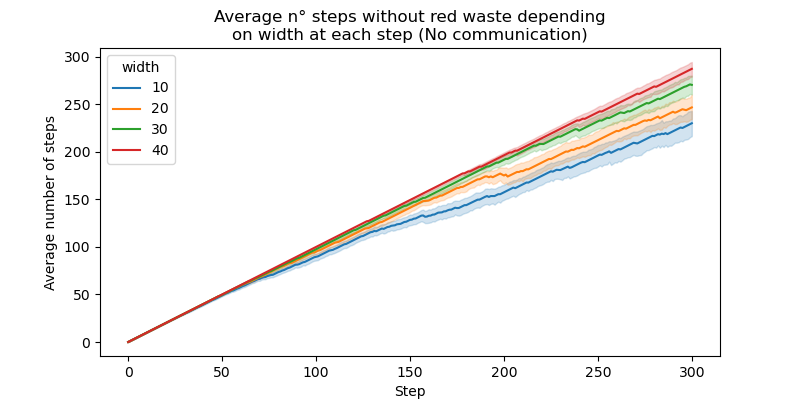 Average n° steps without red waste depending
on width at each step (No communication)
300
250
200
150
100
50
0
Average number of steps
width
10
20
30
40
0 50 100 150 200 250 300
Step